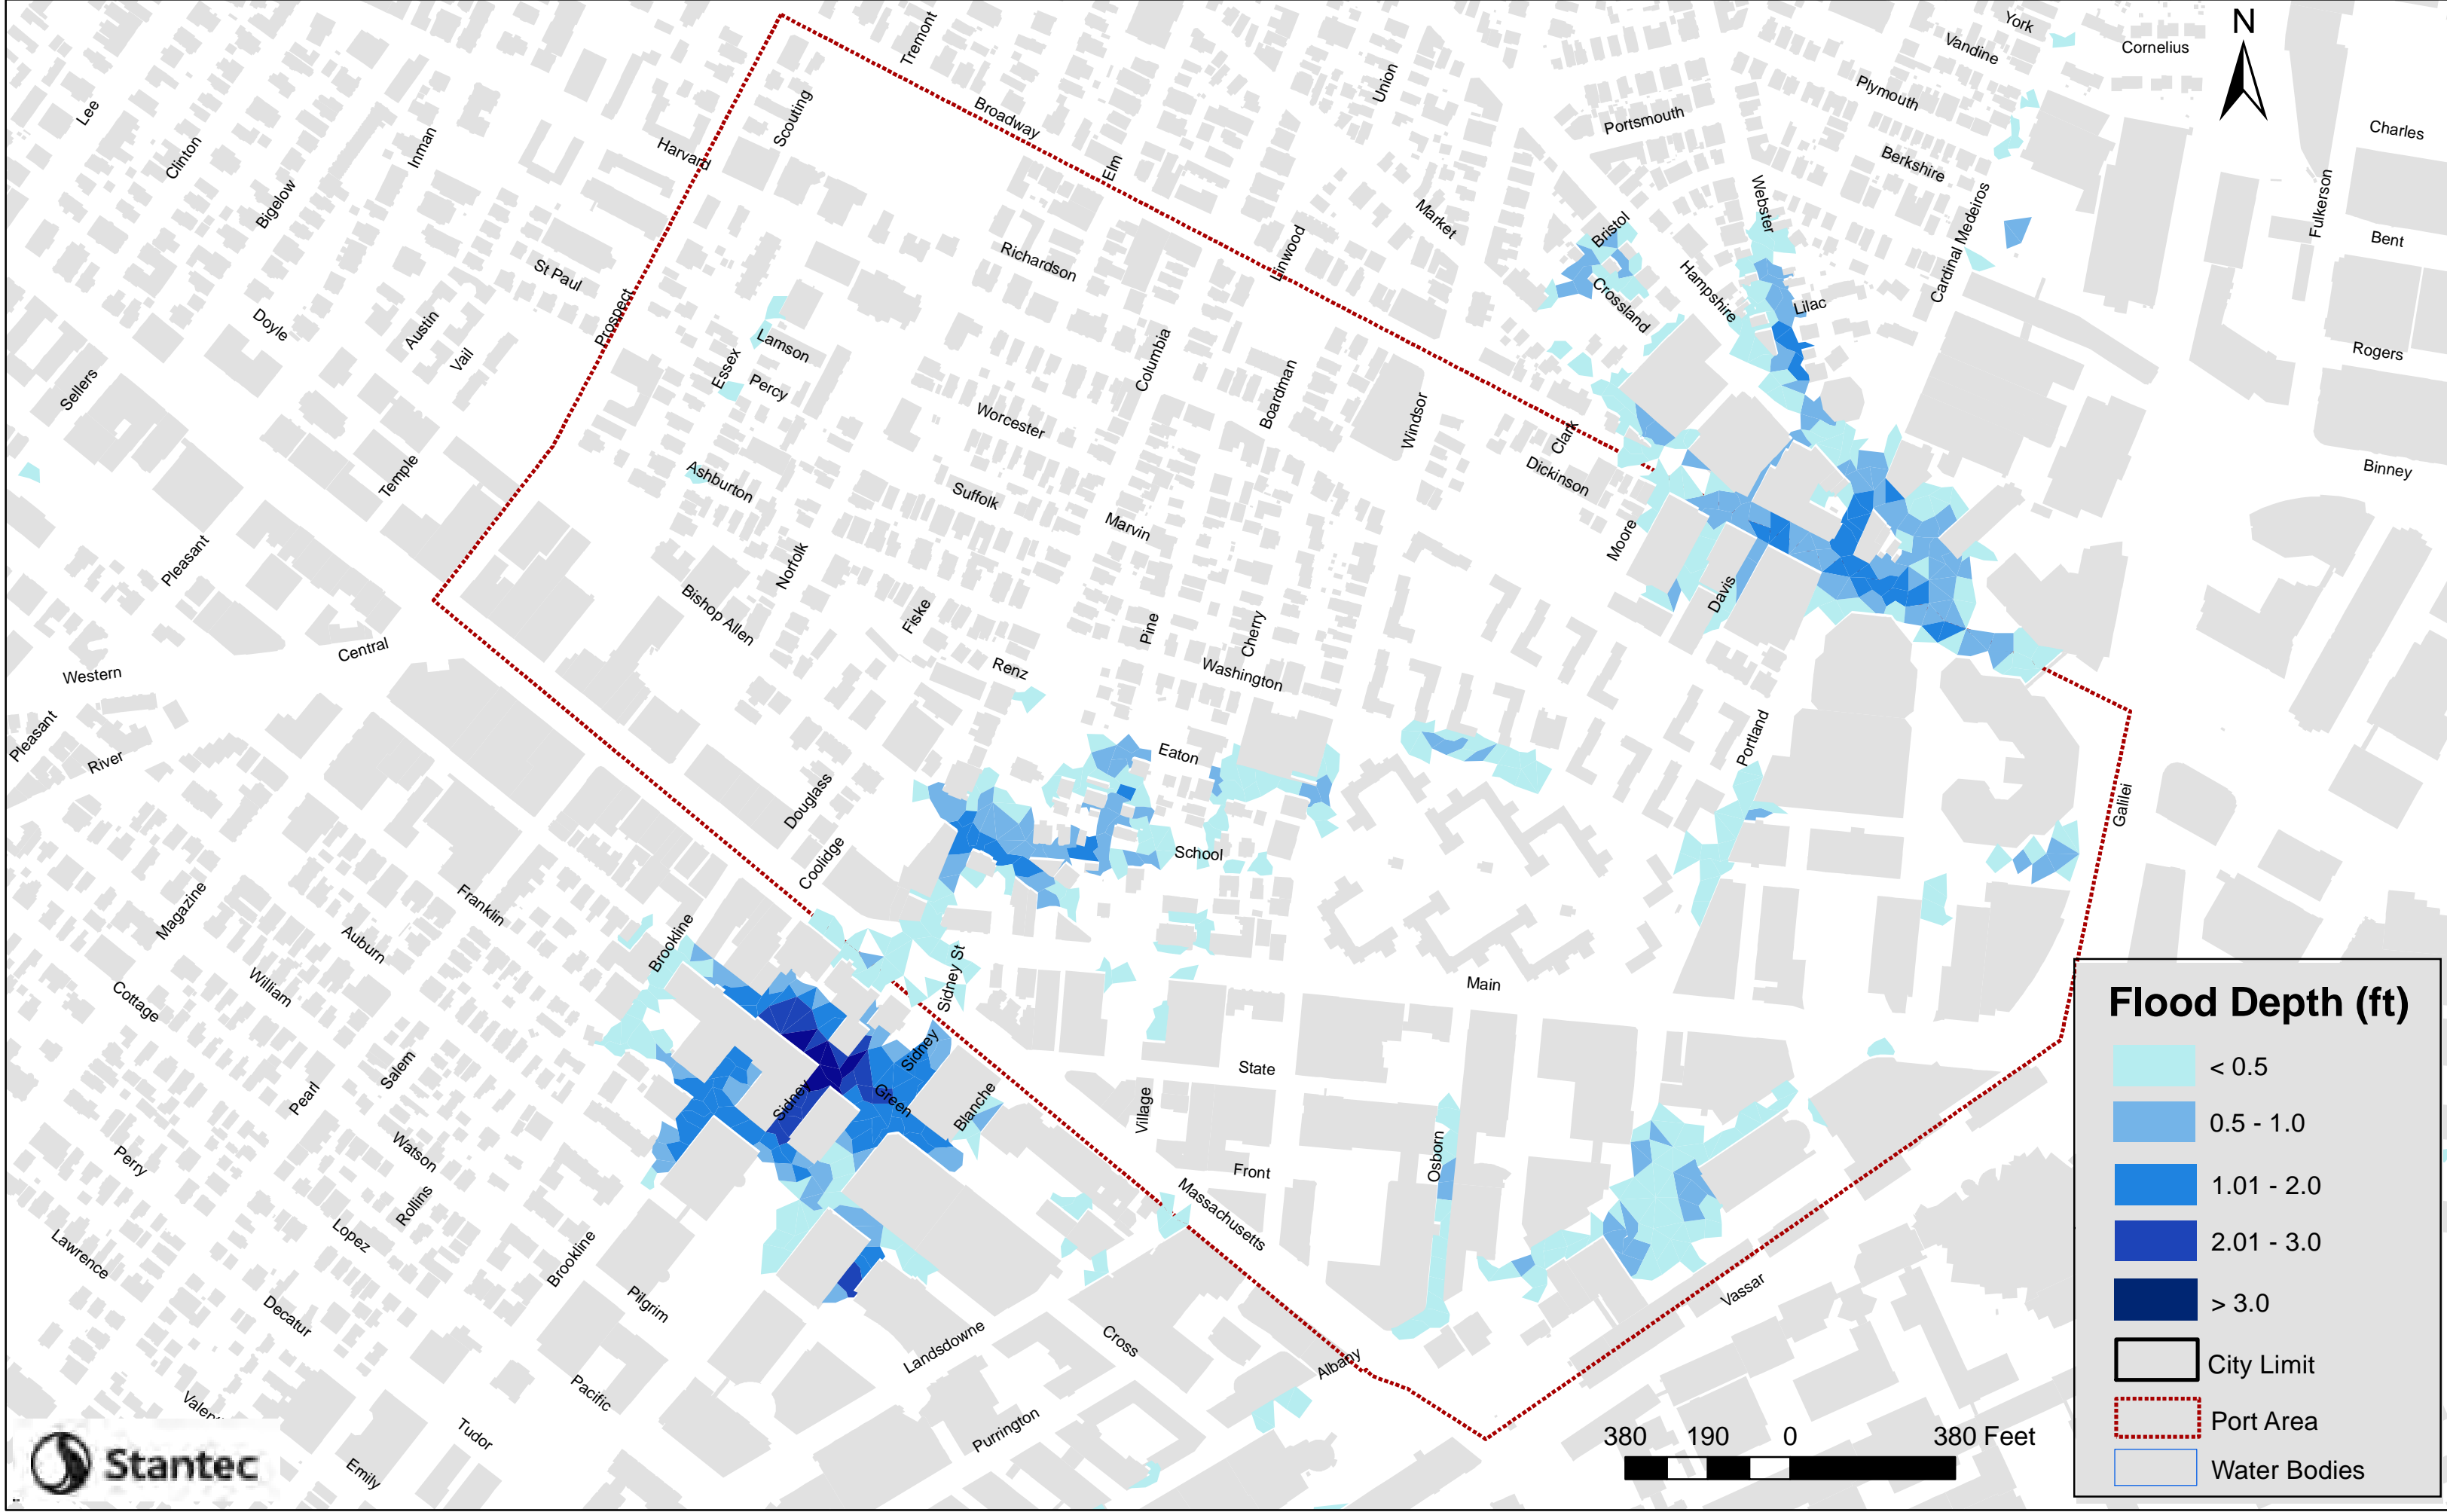 York
N
Cornelius
Vandine
Tremont
Union
Plymouth
Lee
Scouting
Broadway
Portsmouth
Charles
Clinton
Inman
Harvard
Elm
Berkshire
Bigelow
Webster
Fulkerson
Market
Bristol
Cardinal Medeiros
Bent
Richardson
Linwood
St Paul
Hampshire
Crossland
Lilac
Prospect
Doyle
Austin
Vail
Lamson
Essex
Percy
Columbia
Rogers
Sellers
Boardman
Worcester
Windsor
Clark
Temple
Ashburton
Suffolk
Dickinson
Binney
Marvin
Moore
Pleasant
Norfolk
Bishop Allen
Fiske
Pine
Cherry
Davis
Central
Western
Renz
Washington
Pleasant
River
Portland
Eaton
Douglass
Galilei
Coolidge
School
Magazine
Franklin
Auburn
Brookline
William
Cottage
Sidney St
Main
Flood Depth (ft)
< 0.5
0.5 - 1.0
1.01 - 2.0
2.01 - 3.0
> 3.0
City Limit
Port Area
Water Bodies
Salem
Pearl
Sidney
Sidney
Green
Blanche
State
Village
Perry
Watson
Osborn
Front
Massachusetts
Rollins
Lopez
Lawrence
Brookline
Pilgrim
Decatur
Vassar
Landsdowne
Cross
Albany
Pacific
Purrington
Tudor
Emily
380 190 0 380 Feet
Stantec